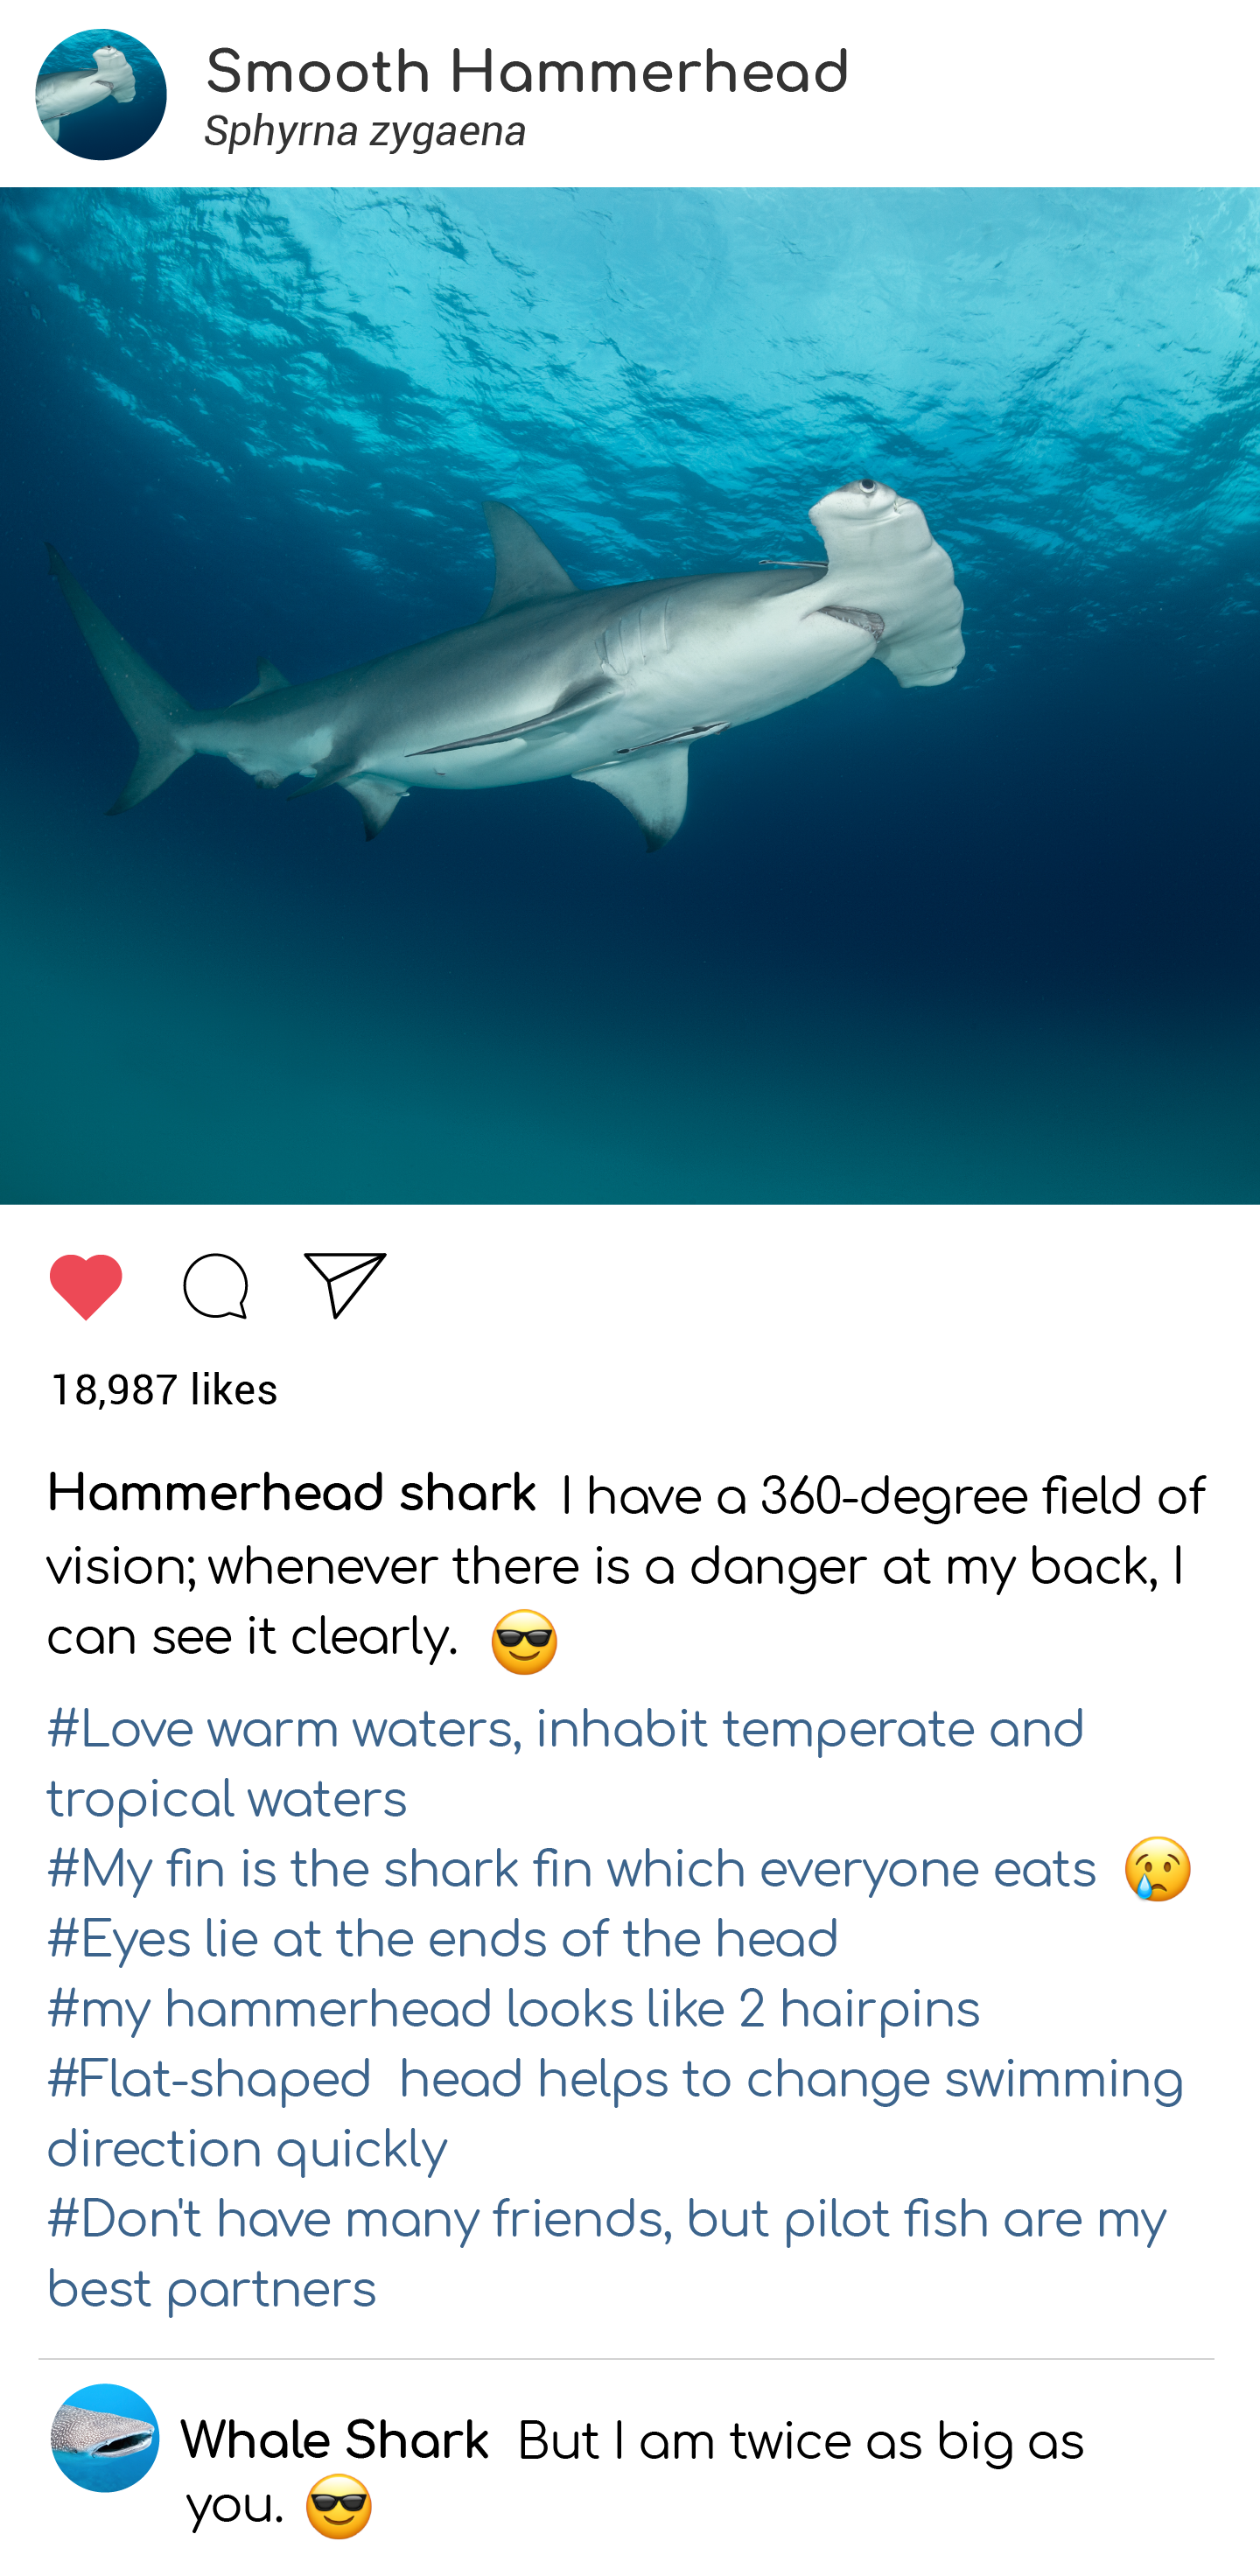 Smooth Hammerhead
Sphyrna zygaena
18,987 likes
Hammerhead shark I have a 360-degree field of
vision; whenever there is a danger at my back, I
can see it clearly. 😎
#Love warm waters, inhabit temperate and
tropical waters
#My fin is the shark fin which everyone eats 😢
#Eyes lie at the ends of the head
#my hammerhead looks like 2 hairpins
#Flat-shaped head helps to change swimming
direction quickly
#Don't have many friends, but pilot fish are my
best partners
Whale Shark But I am twice as big as
you. 😎